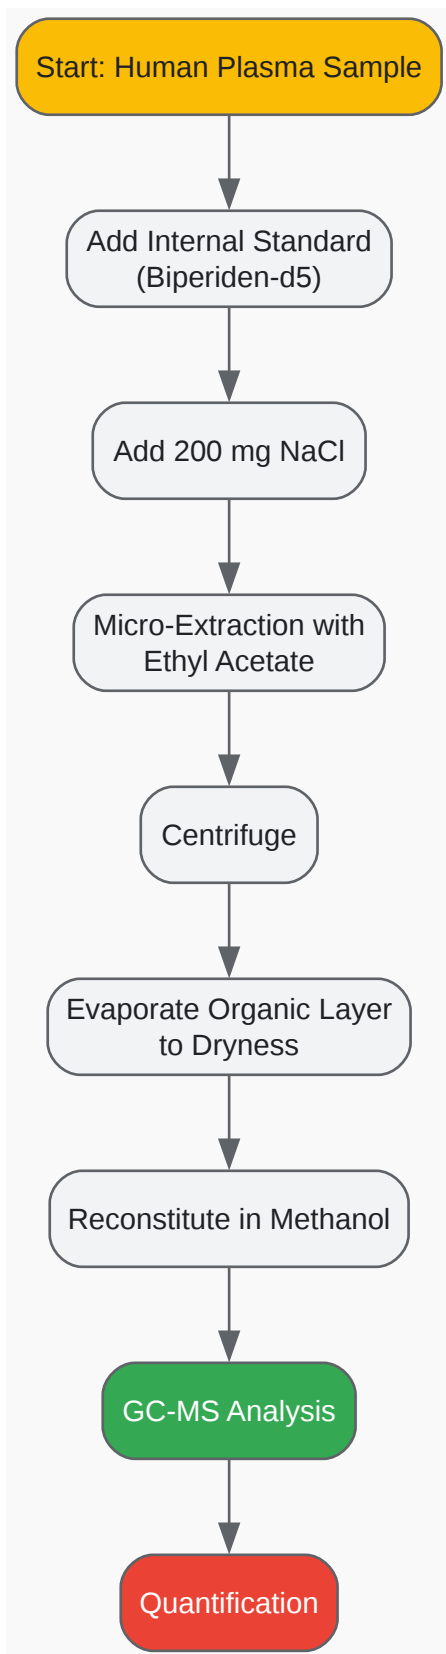 Start: Human Plasma Sample
Add Internal Standard
(Biperiden-d5)
Add 200 mg NaCl
Micro-Extraction with
Ethyl Acetate
Centrifuge
Evaporate Organic Layer
to Dryness
Reconstitute in Methanol
GC-MS Analysis
Quantification